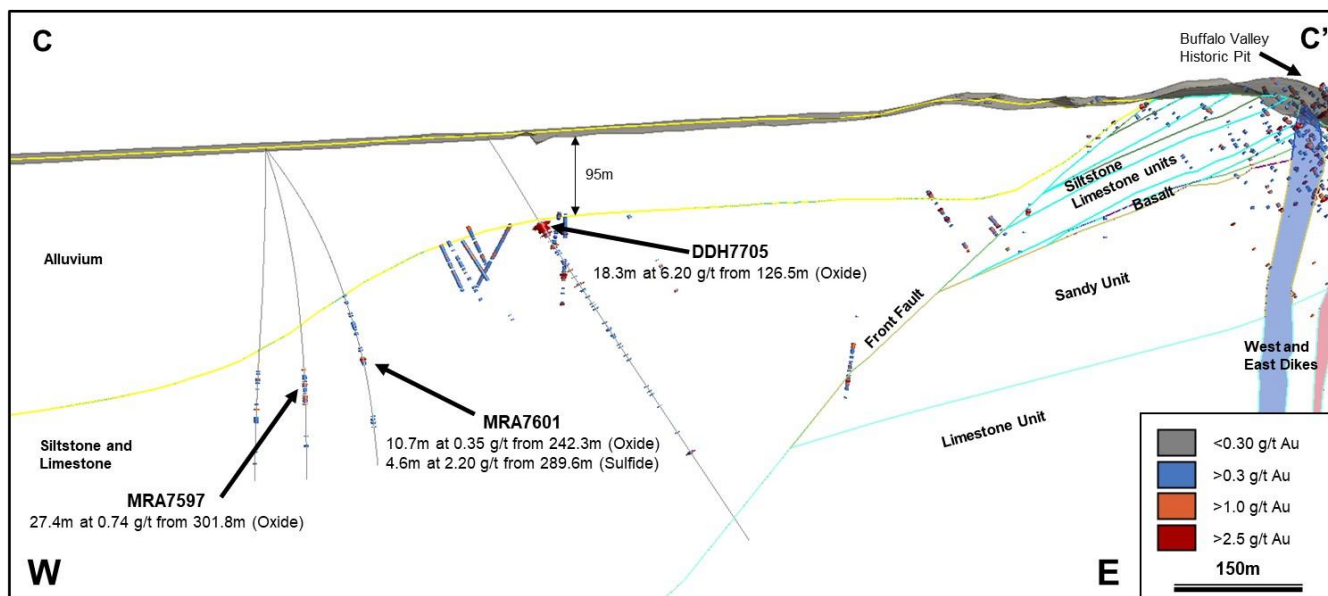 C
Buffalo Valley
Historic Pit
C’
95m
Siltstone
Limestone units
Basalt
Alluvium
DDH7705
18.3m at 6.20 g/t from 126.5m (Oxide)
Sandy Unit
Front Fault
West and
East Dikes
MRA7601
10.7m at 0.35 g/t from 242.3m (Oxide)
4.6m at 2.20 g/t from 289.6m (Sulfide)
Limestone Unit
Siltstone and
Limestone
MRA7597
27.4m at 0.74 g/t from 301.8m (Oxide)
<0.30 g/t Au
>0.3 g/t Au
>1.0 g/t Au
>2.5 g/t Au
150m
W
E